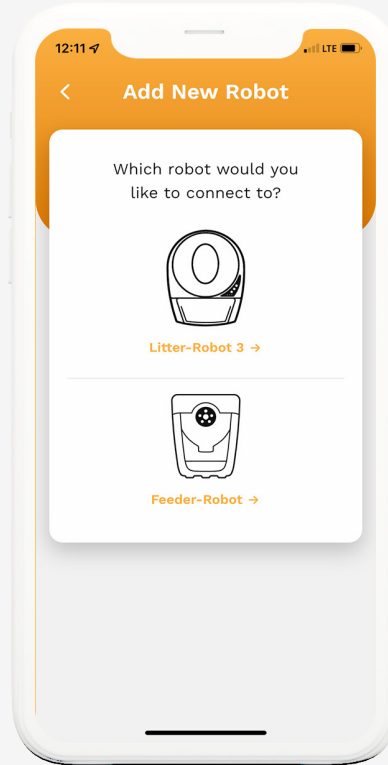 12:11 LTE
Add New Robot
Which robot would you
like to connect to?
Litter-Robot 3 →
Feeder-Robot →